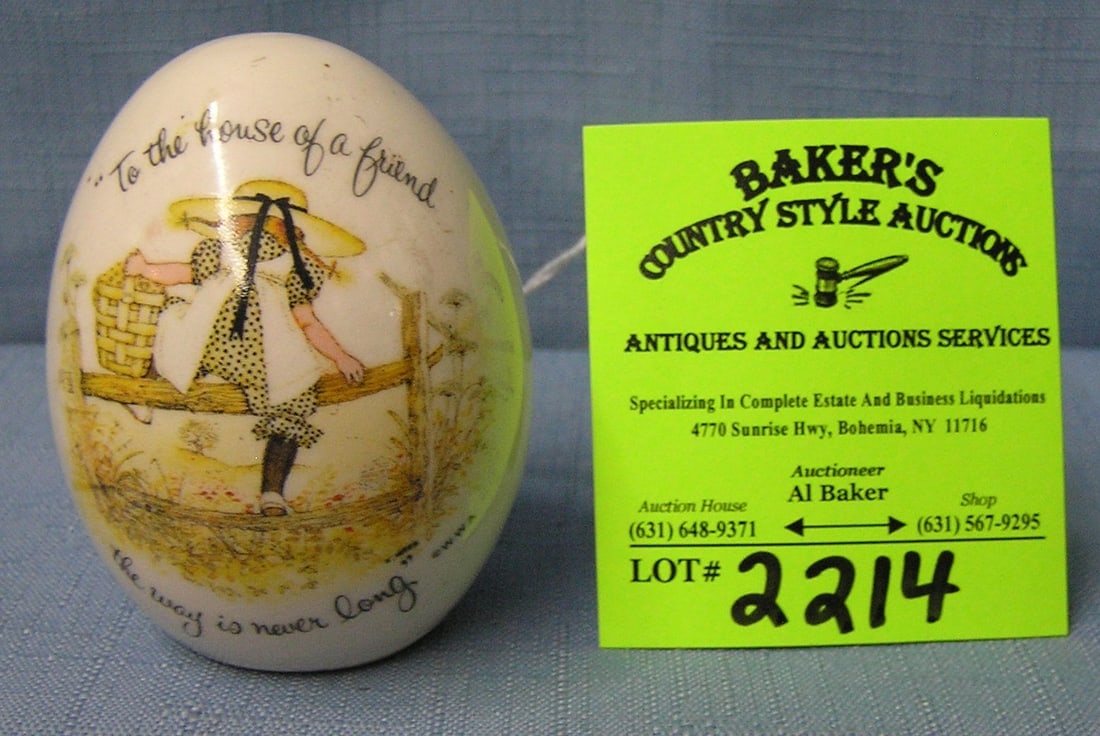 "To the house of a friend
the way is never long"
BAKER'S
COUNTRY STYLE AUCTIONS
ANTIQUES AND AUCTIONS SERVICES
Specializing In Complete Estate And Business Liquidations
4770 Sunrise Hwy, Bohemia, NY 11716
Auctioneer
Al Baker
Auction House
Shop
(631) 648-9371
(631) 567-9295
LOT# 2214